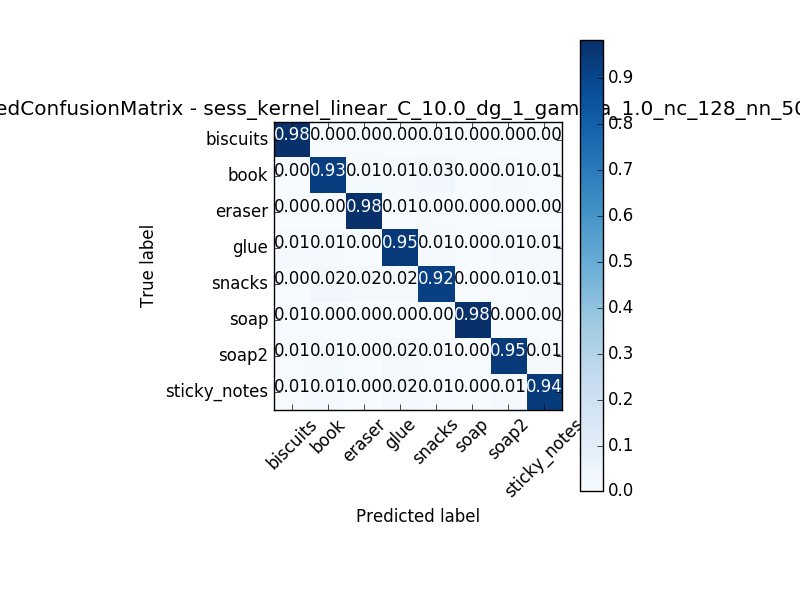 edConfusionMatrix - sess_kernel_linear_C_10.0_dg_1_gamma_1.0_nc_128_nn_50
biscuits 0.98 0.00 0.00 0.00 0.01 0.00 0.00 0.00
book 0.00 0.93 0.01 0.01 0.03 0.00 0.01 0.01
eraser 0.00 0.00 0.98 0.01 0.00 0.00 0.00 0.00
glue 0.01 0.01 0.00 0.95 0.01 0.00 0.01 0.01
snacks 0.00 0.02 0.02 0.02 0.92 0.00 0.01 0.01
soap 0.01 0.00 0.00 0.00 0.00 0.98 0.00 0.00
soap2 0.01 0.01 0.00 0.02 0.01 0.00 0.95 0.01
sticky_notes 0.01 0.01 0.00 0.02 0.01 0.00 0.01 0.94
True label
biscuits book eraser glue snacks soap soap2 sticky_notes
Predicted label
0.9
0.8
0.7
0.6
0.5
0.4
0.3
0.2
0.1
0.0